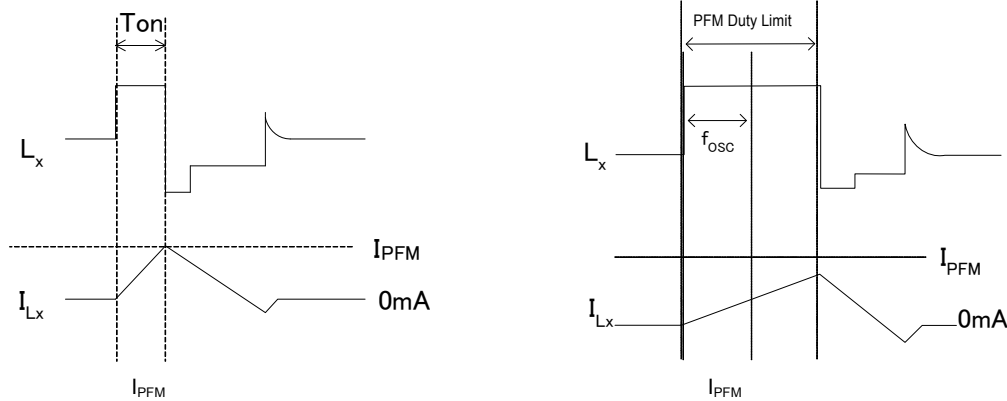 Ton
Lx
IPFM
ILx
0mA
IPFM
PFM Duty Limit
fosc
Lx
IPFM
ILx
0mA
IPFM